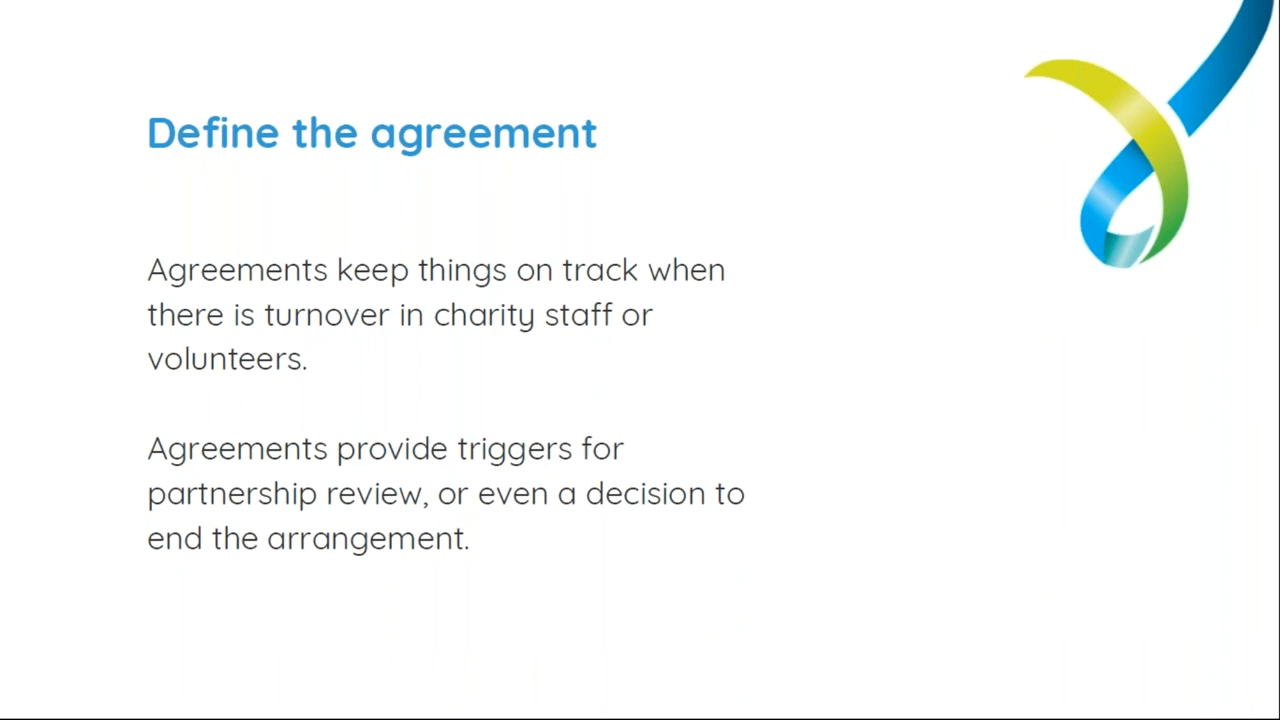 Define the agreement
Agreements keep things on track when
there is turnover in charity staff or
volunteers.
Agreements provide triggers for
partnership review, or even a decision to
end the arrangement.